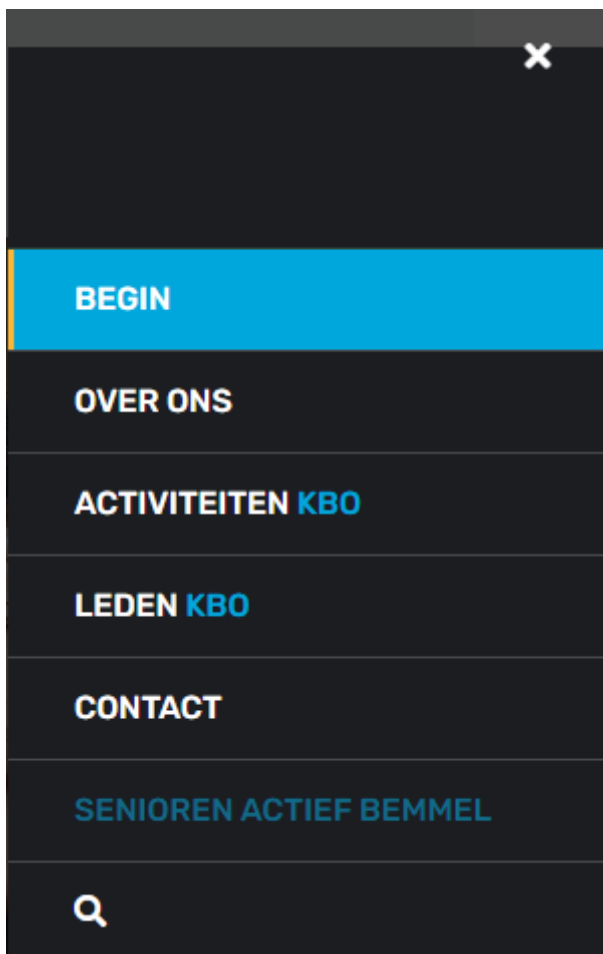 BEGIN
OVER ONS
ACTIVITEITEN KBO
LEDEN KBO
CONTACT
SENIOREN ACTIEF BEMMEL